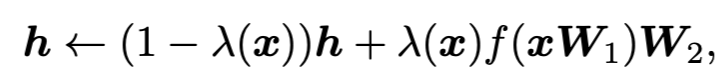 h ← (1 − λ(x))h + λ(x)f(xW₁)W₂,